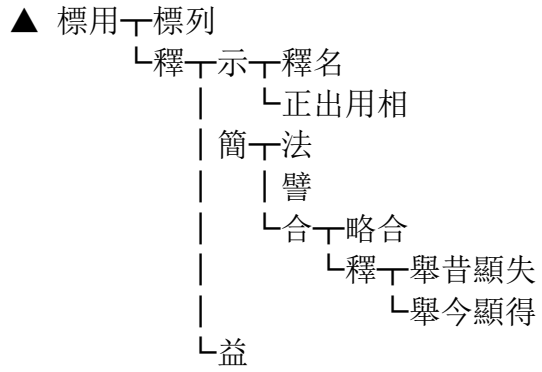 ▲ 標用┬標列
└釋┬示┬釋名
│ └正出用相
│簡┬法
│ │譬
│ └合┬略合
│ └釋┬舉昔顯失
│ └舉今顯得
└益